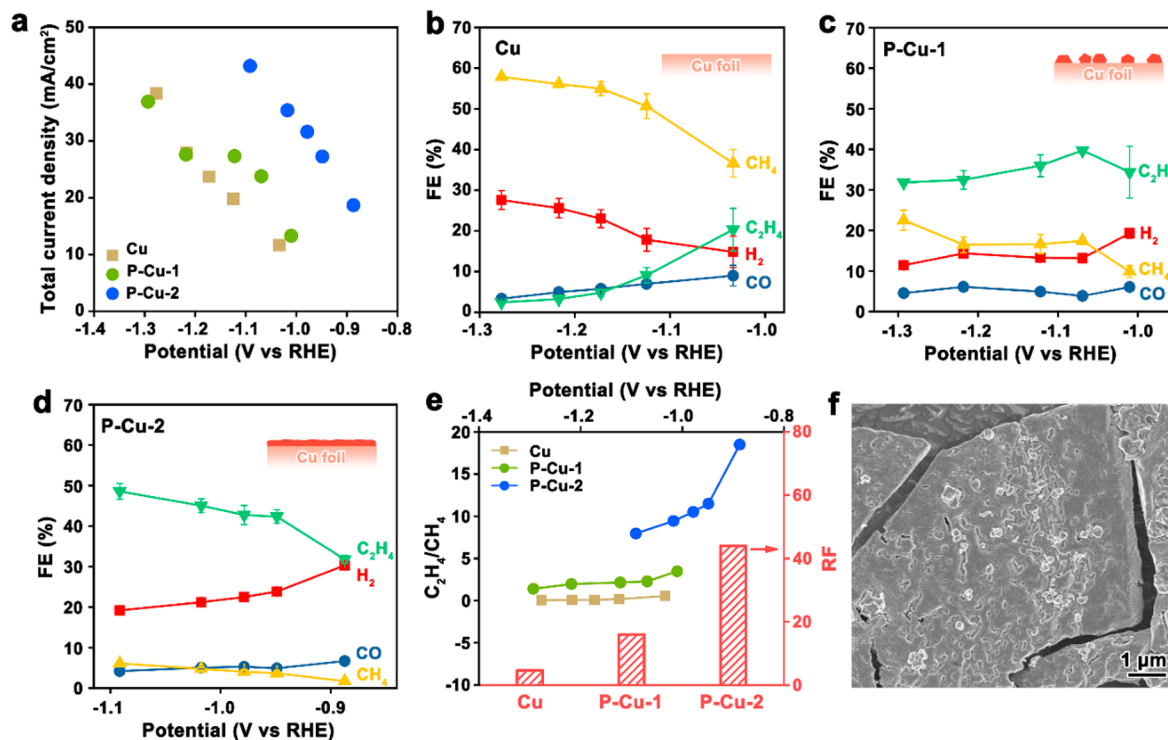 a
Total current density (mA/cm²)
50
40
30
20
10
0
Cu
P-Cu-1
P-Cu-2
-1.4 -1.3 -1.2 -1.1 -1.0 -0.9 -0.8
Potential (V vs RHE)
b
Cu
Cu foil
FE (%)
70
60
50
40
30
20
10
0
CH₄
C₂H₄
H₂
CO
-1.3 -1.2 -1.1 -1.0
Potential (V vs RHE)
c
P-Cu-1
Cu foil
FE (%)
70
60
50
40
30
20
10
0
C₂H
H₂
CH₄
CO
-1.3 -1.2 -1.1 -1.0
Potential (V vs RHE)
d
P-Cu-2
Cu foil
FE (%)
70
60
50
40
30
20
10
0
C₂H₄
H₂
CO
CH₄
-1.1 -1.0 -0.9
Potential (V vs RHE)
e
Potential (V vs RHE)
-1.4 -1.2 -1.0 -0.8
C₂H₄/CH₄
20
15
10
5
0
-5
-10
Cu
P-Cu-1
P-Cu-2
80
60
40
20
0
RF
Cu P-Cu-1 P-Cu-2
f
1 μm